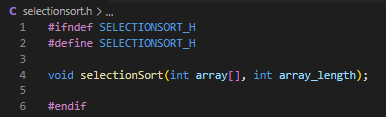 C selectionsort.h > ...
1 #ifndef SELECTIONSORT_H
2 #define SELECTIONSORT_H
3
4 void selectionSort(int array[], int array_length);
5
6 #endif